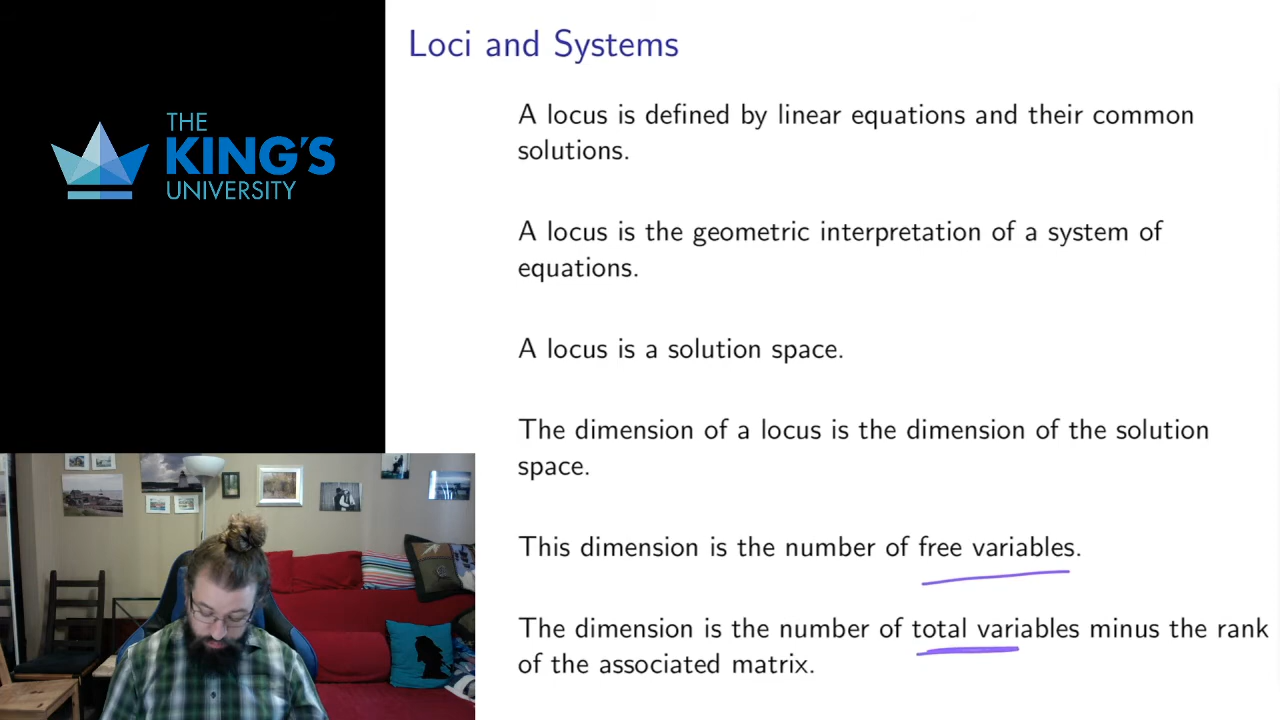 THE
KING'S
UNIVERSITY
Loci and Systems
A locus is defined by linear equations and their common
solutions.
A locus is the geometric interpretation of a system of
equations.
A locus is a solution space.
The dimension of a locus is the dimension of the solution
space.
This dimension is the number of free variables.
The dimension is the number of total variables minus the rank
of the associated matrix.